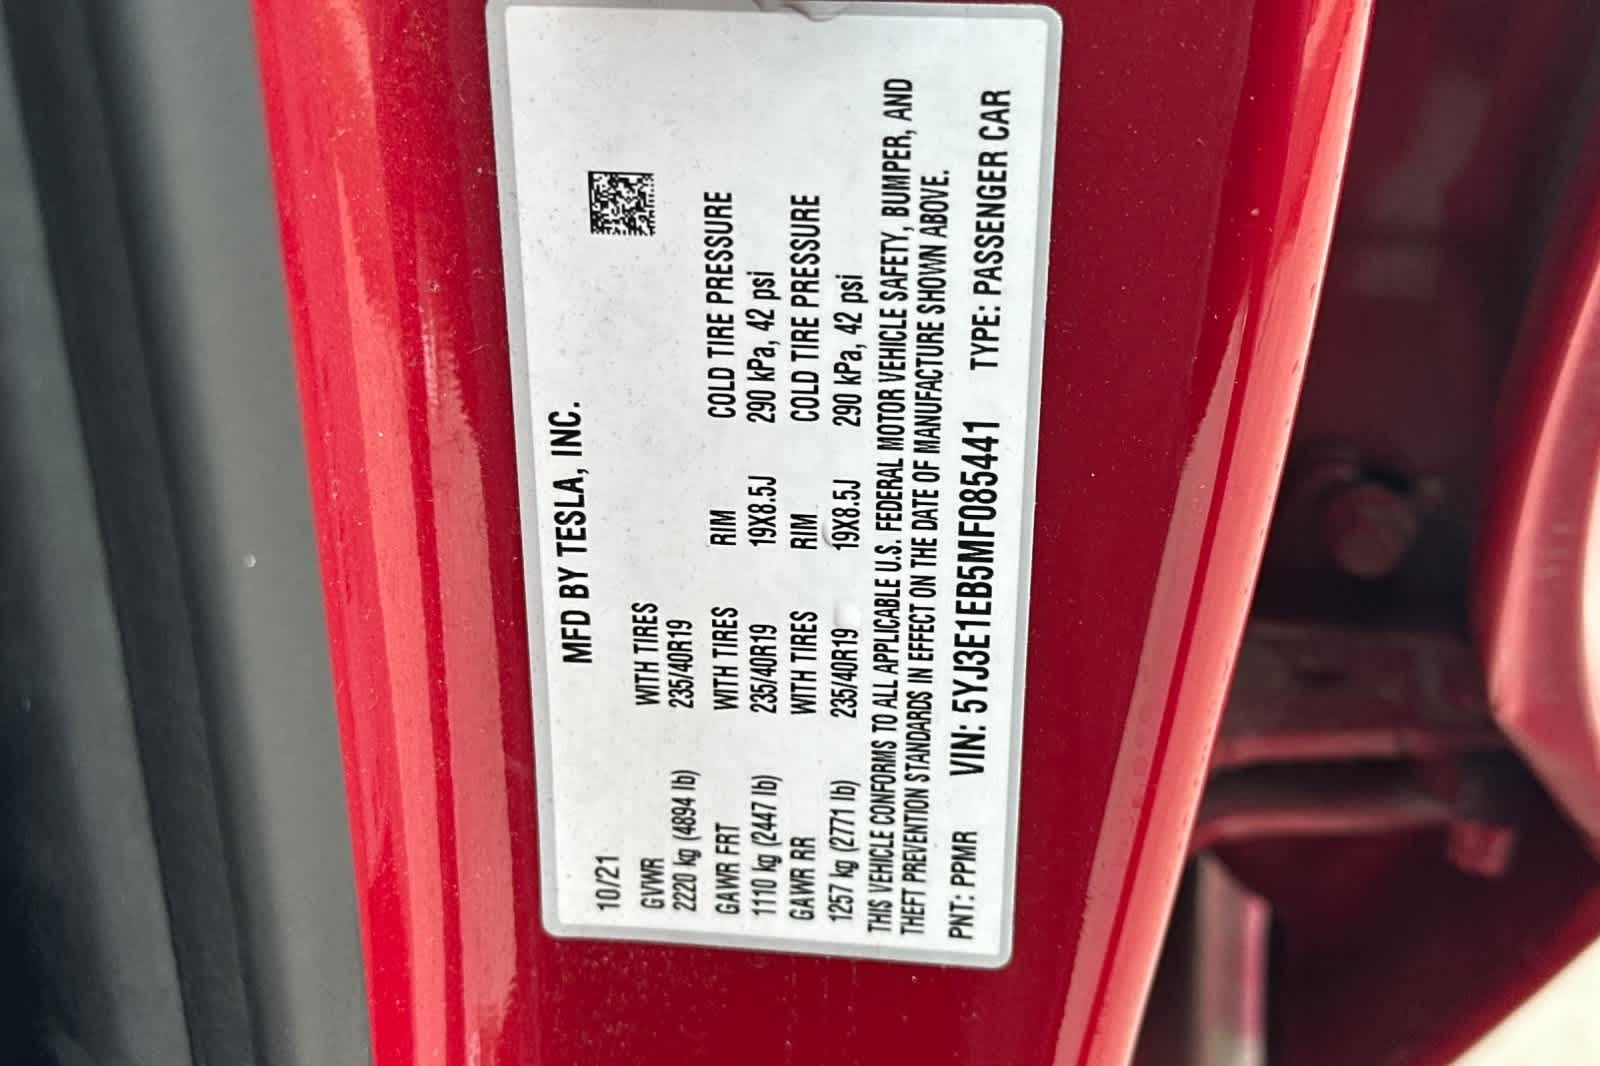 MFD BY TESLA, INC.
10/21
GVWR WITH TIRES
2220 kg (4894 lb) 235/40R19
GAWR FRT WITH TIRES RIM COLD TIRE PRESSURE
1110 kg (2447 lb) 235/40R19 19X8.5J 290 kPa, 42 psi
GAWR RR WITH TIRES RIM COLD TIRE PRESSURE
1257 kg (2771 lb) 235/40R19 19X8.5J 290 kPa, 42 psi
THIS VEHICLE CONFORMS TO ALL APPLICABLE U.S. FEDERAL MOTOR VEHICLE SAFETY, BUMPER, AND
THEFT PREVENTION STANDARDS IN EFFECT ON THE DATE OF MANUFACTURE SHOWN ABOVE.
PNT: PPMR VIN: 5YJ3E1EB5MF085441 TYPE: PASSENGER CAR